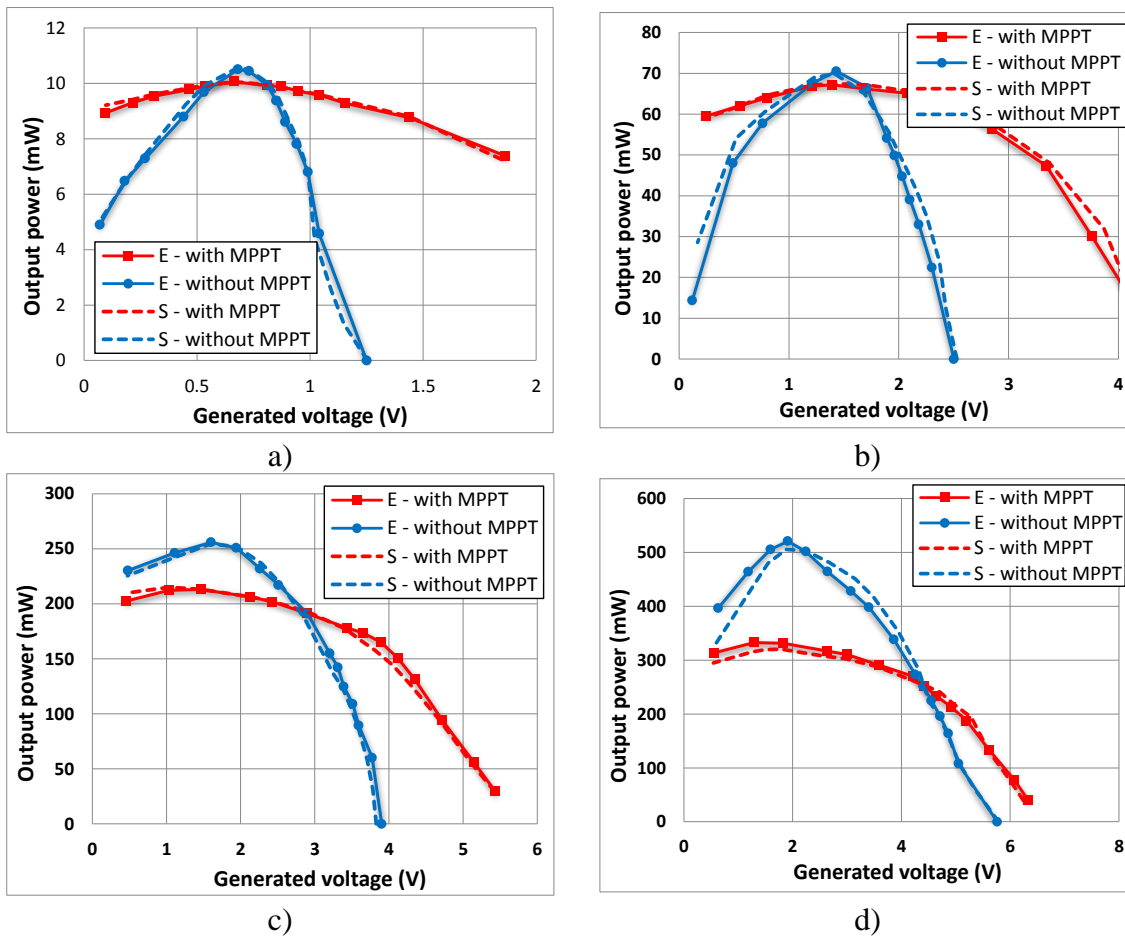 12
10
8
6
4
2
0
Output power (mW)
E - with MPPT
E - without MPPT
S - with MPPT
S - without MPPT
0 0.5 1 1.5 2
Generated voltage (V)
a)
80
70
60
50
40
30
20
10
0
Output power (mW)
E - with MPPT
E - without MPPT
S - with MPPT
S - without MPPT
0 1 2 3 4
Generated voltage (V)
b)
300
250
200
150
100
50
0
Output power (mW)
E - with MPPT
E - without MPPT
S - with MPPT
S - without MPPT
0 1 2 3 4 5 6
Generated voltage (V)
c)
600
500
400
300
200
100
0
Output power (mW)
E - with MPPT
E - without MPPT
S - with MPPT
S - without MPPT
0 2 4 6 8
Generated voltage (V)
d)